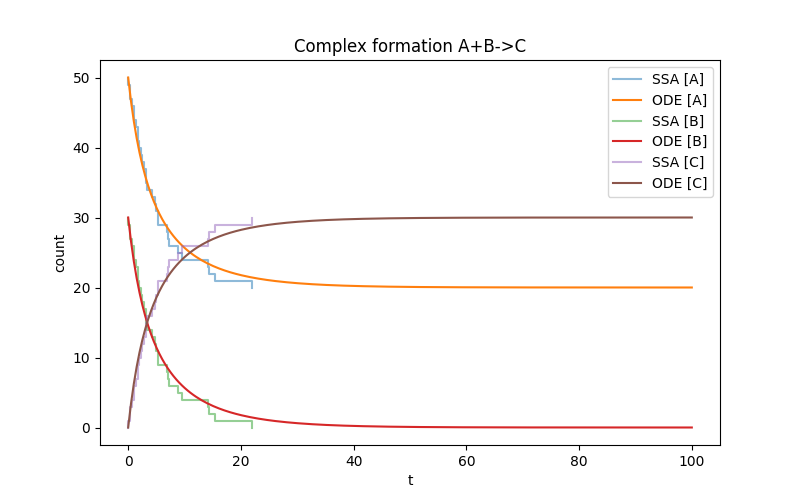 Complex formation A+B->C
SSA [A]
ODE [A]
SSA [B]
ODE [B]
SSA [C]
ODE [C]
count
50
40
30
20
10
0
0 20 40 60 80 100
t